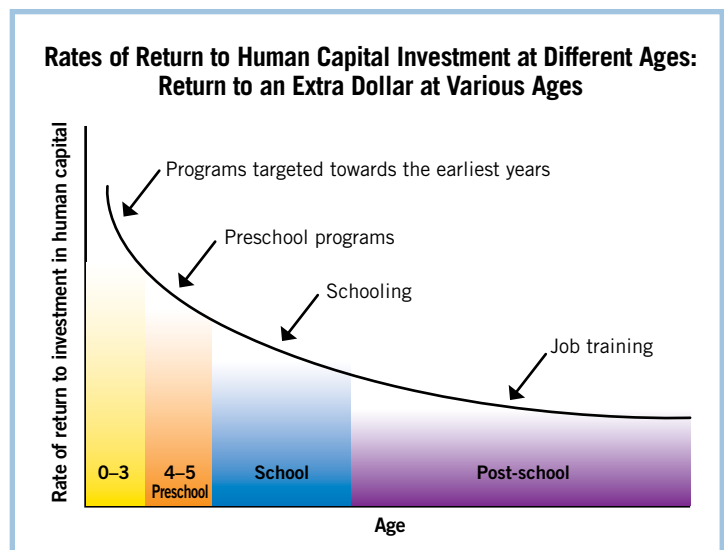 Rates of Return to Human Capital Investment at Different Ages:
Return to an Extra Dollar at Various Ages
Rate of return to investment in human capital
Programs targeted towards the earliest years
Preschool programs
Schooling
Job training
0–3
4–5
Preschool
School
Post-school
Age